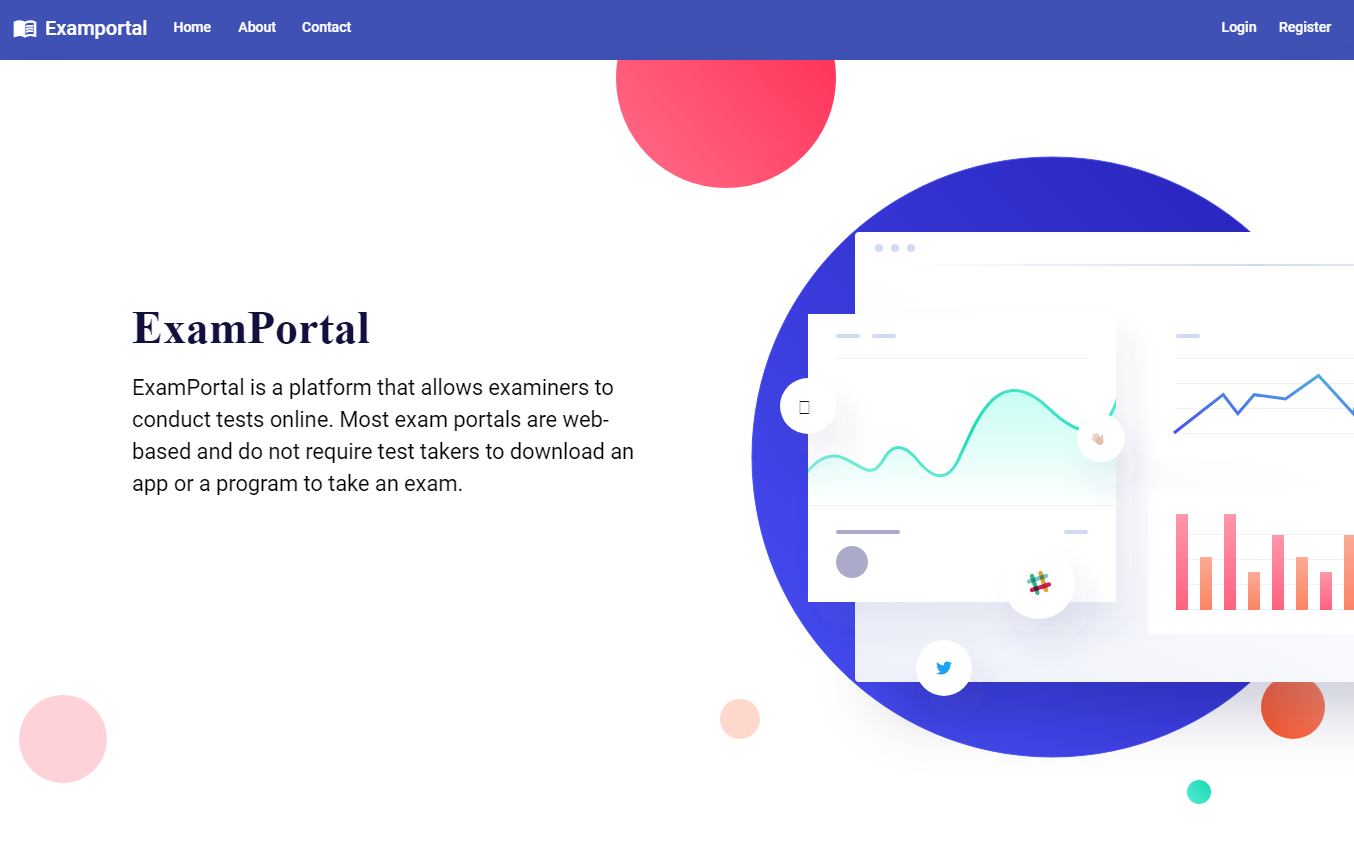 Examportal Home About Contact Login Register
ExamPortal
ExamPortal is a platform that allows examiners to
conduct tests online. Most exam portals are web-
based and do not require test takers to download an
app or a program to take an exam.